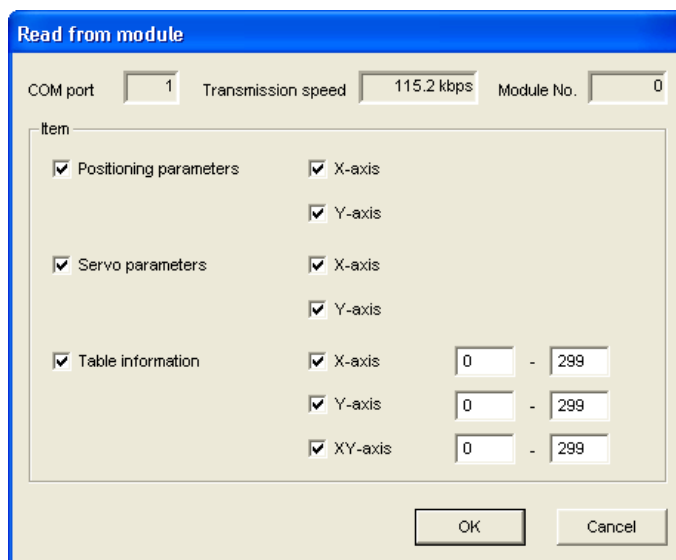 Read from module
COM port 1 Transmission speed 115.2 kbps Module No. 0
Item
Positioning parameters X-axis
Y-axis
Servo parameters X-axis
Y-axis
Table information X-axis 0 - 299
Y-axis 0 - 299
XY-axis 0 - 299
OK Cancel